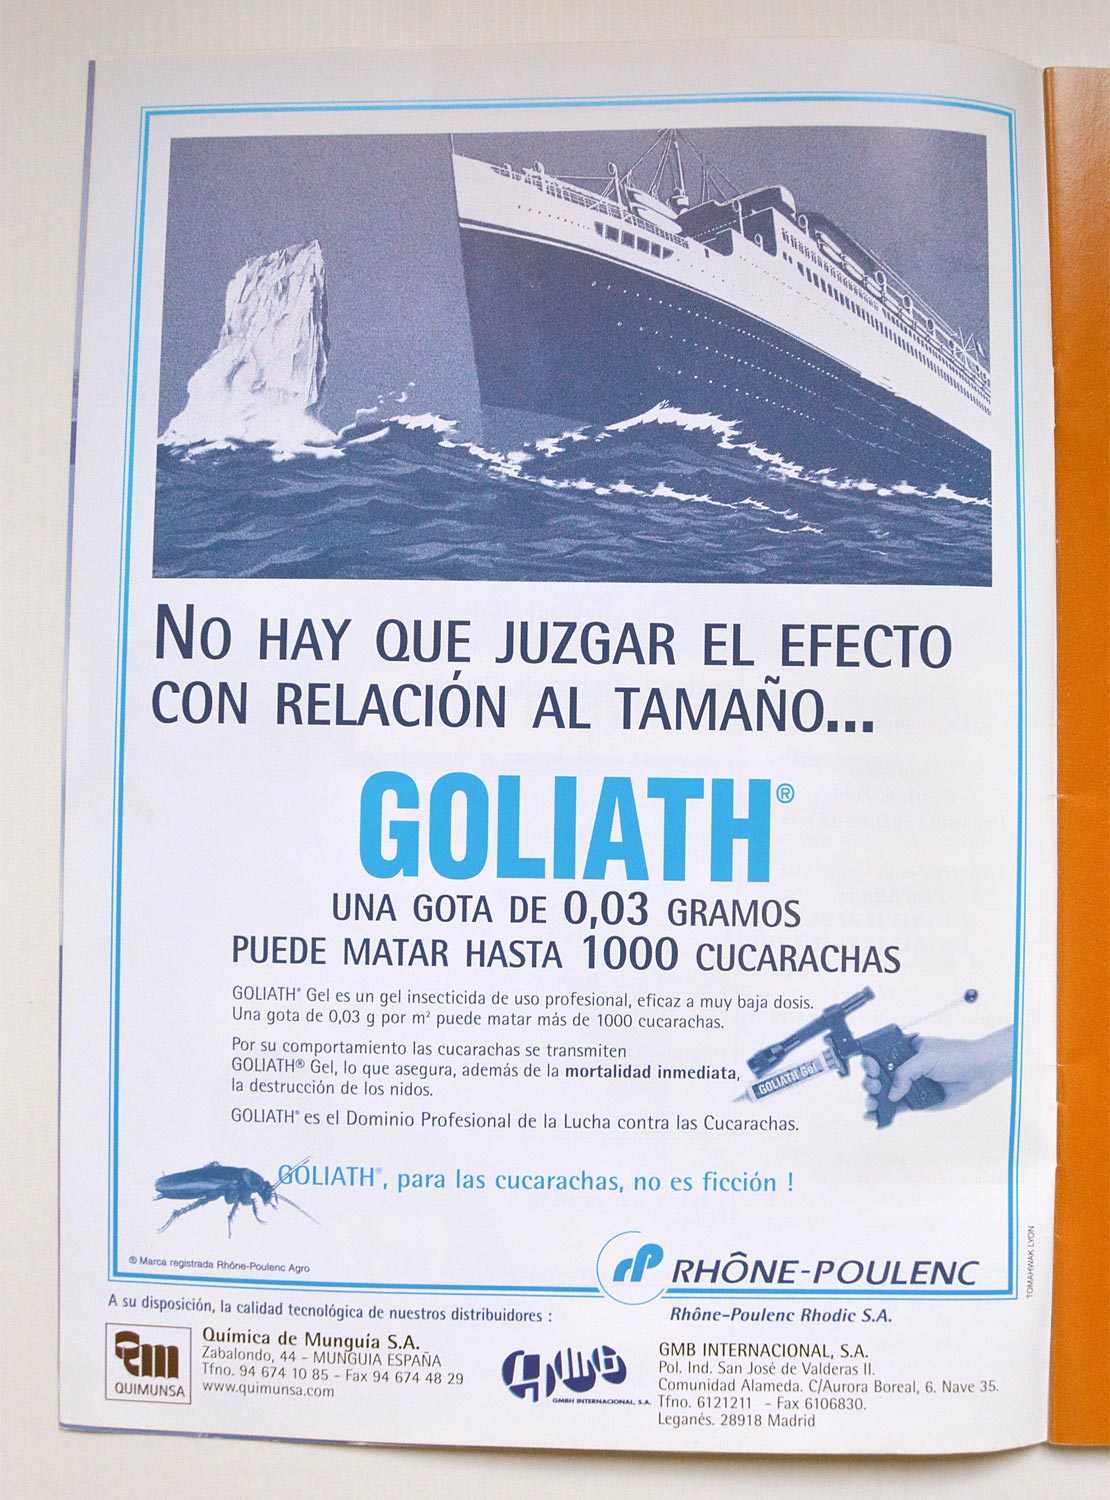 No hay que juzgar el efecto
con relación al tamaño...
GOLIATH®
UNA GOTA DE 0,03 GRAMOS
PUEDE MATAR HASTA 1000 CUCARACHAS
GOLIATH® Gel es un gel insecticida de uso profesional, eficaz a muy baja dosis.
Una gota de 0,03 g por m² puede matar más de 1000 cucarachas.
Por su comportamiento las cucarachas se transmiten
GOLIATH® Gel, lo que asegura, además de la mortalidad inmediata,
la destrucción de los nidos.
GOLIATH® es el Dominio Profesional de la Lucha contra las Cucarachas.
GOLIATH Gel
GOLIATH®, para las cucarachas, no es ficción !
® Marca registrada Rhône-Poulenc Agro
rp RHÔNE-POULENC
TOMAHWAK LYON
A su disposición, la calidad tecnológica de nuestros distribuidores :
Rhône-Poulenc Rhodic S.A.
QUIMUNSA
Química de Munguía S.A.
Zabalondo, 44 - MUNGUIA ESPAÑA
Tfno. 94 674 10 85 - Fax 94 674 48 29
www.quimunsa.com
GMBH INTERNACIONAL, S.A.
GMB INTERNACIONAL, S.A.
Pol. Ind. San José de Valderas II.
Comunidad Alameda. C/Aurora Boreal, 6. Nave 35.
Tfno. 6121211 - Fax 6106830.
Leganés. 28918 Madrid